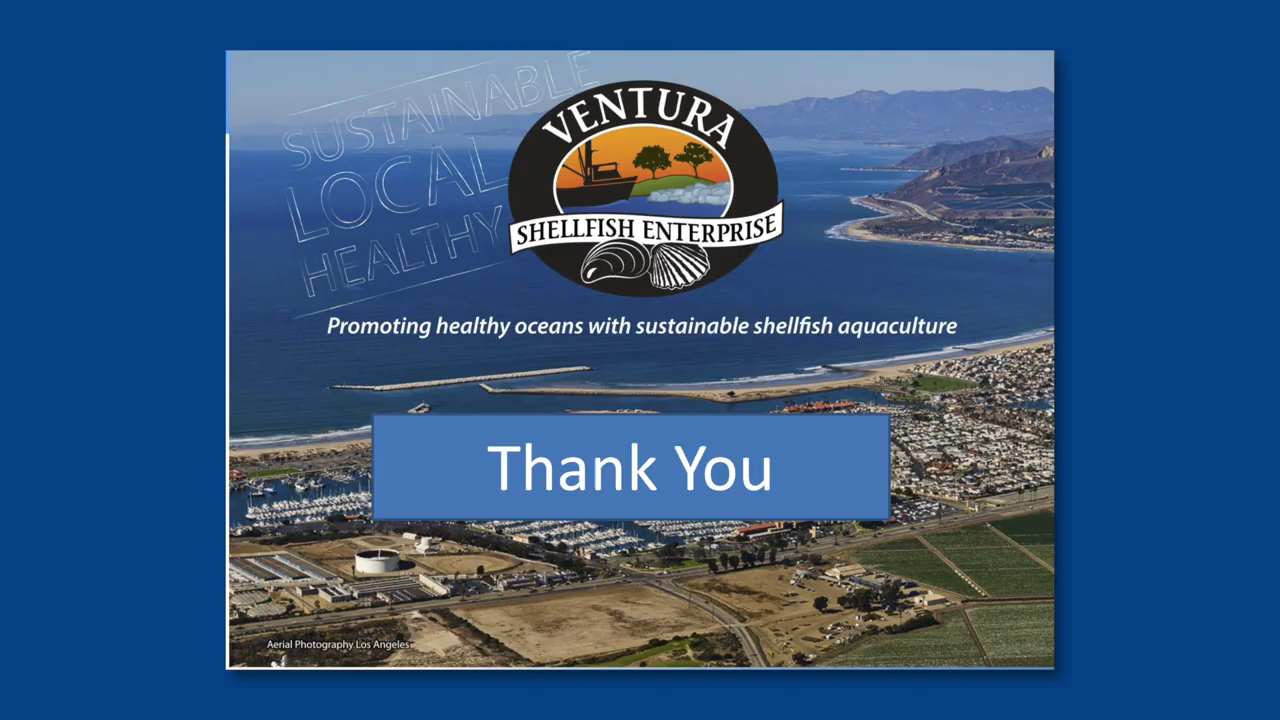 SUSTAINABLE
LOCAL
HEALTHY
VENTURA
SHELLFISH ENTERPRISE
Promoting healthy oceans with sustainable shellfish aquaculture
Thank You
Aerial Photography Los Angeles